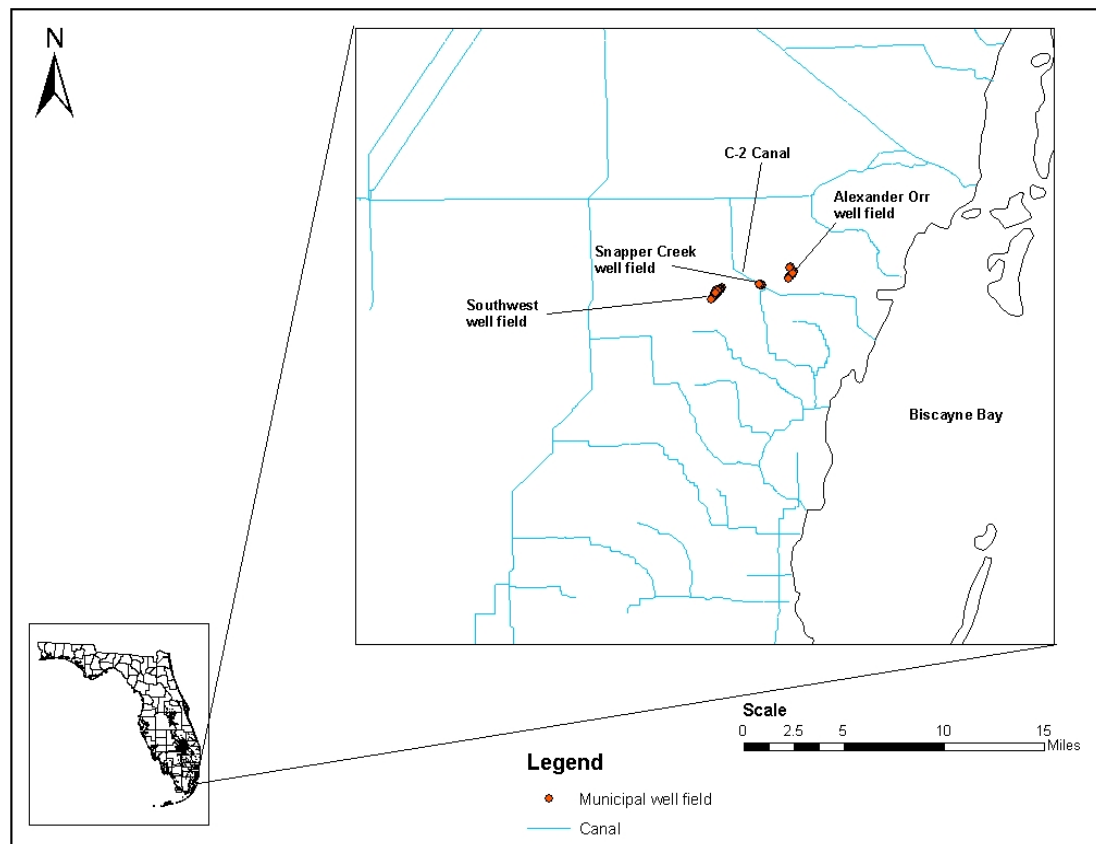 N
C-2 Canal
Alexander Orr
well field
Snapper Creek
well field
Southwest
well field
Biscayne Bay
Scale
0 2.5 5 10 15
Miles
Legend
Municipal well field
Canal